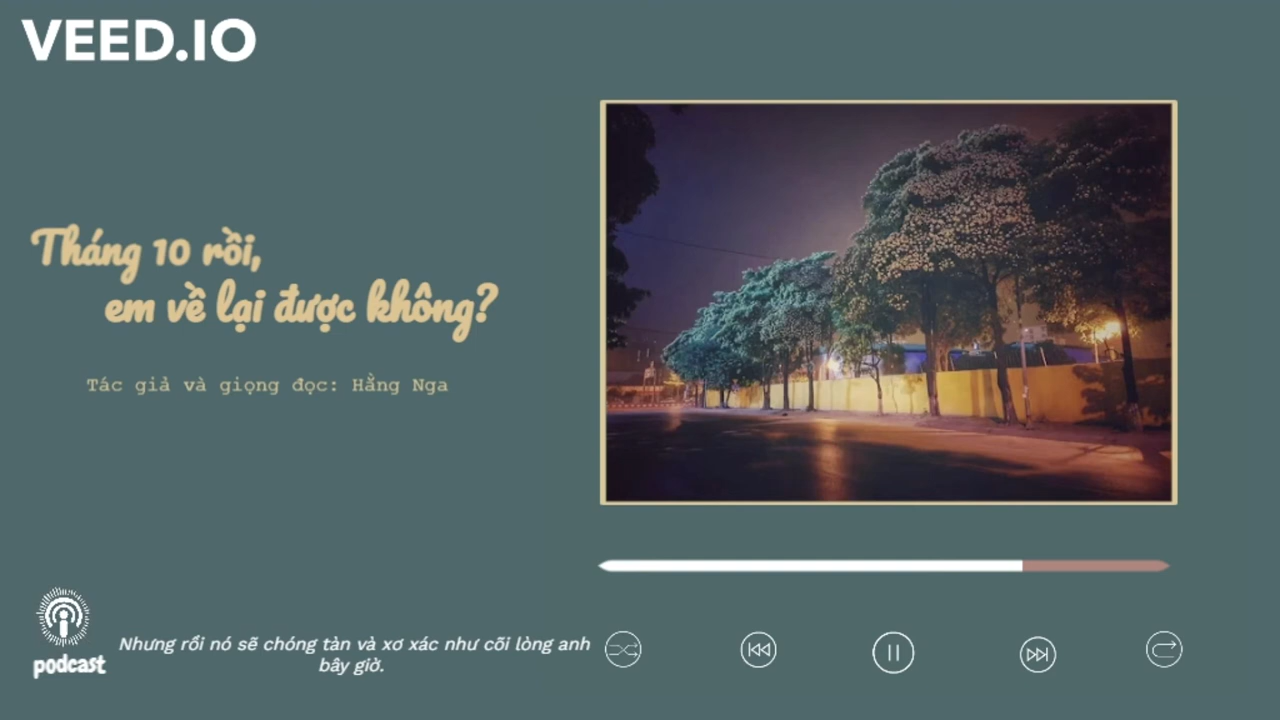 VEED.IO
Tháng 10 rồi,
em về lại được không?
Tác giả và giọng đọc: Hằng Nga
podcast
Nhưng rồi nó sẽ chóng tàn và xơ xác như cõi lòng anh
bây giờ.